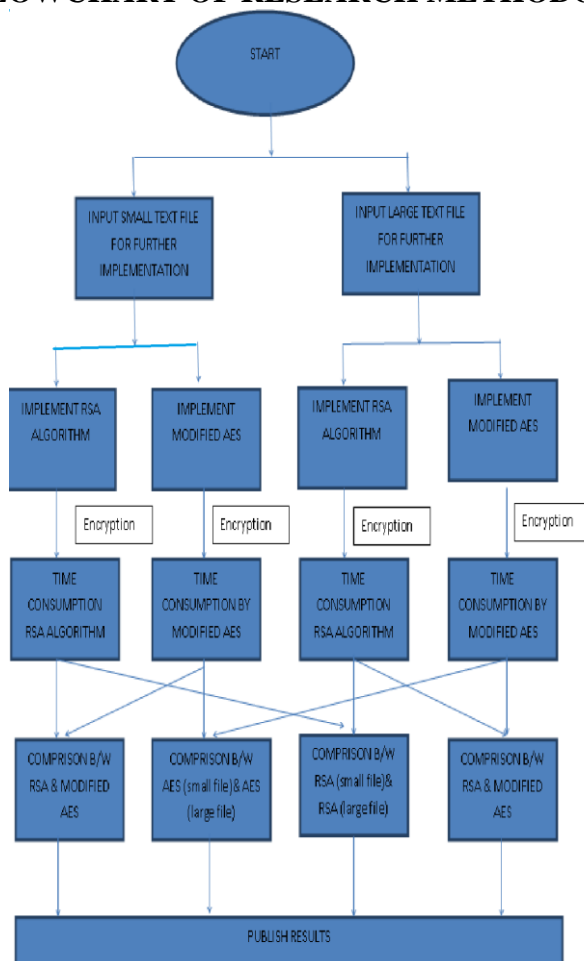 START
INPUT SMALL TEXT FILE
FOR FURTHER
IMPLEMENTATION
INPUT LARGE TEXT FILE
FOR FURTHER
IMPLEMENTATION
IMPLEMENT RSA
ALGORITHM
IMPLEMENT
MODIFIED AES
IMPLEMENT RSA
ALGORITHM
IMPLEMENT
MODIFIED AES
Encryption
Encryption
Encryption
Encryption
TIME
CONSUMPTION
RSA ALGORITHM
TIME
CONSUMPTION BY
MODIFIED AES
TIME
CONSUMPTION
RSA ALGORITHM
TIME
CONSUMPTION BY
MODIFIED AES
COMPRISON B/W
RSA & MODIFIED
AES
COMPRISON B/W
AES (small file)& AES
(large file)
COMPRISON B/W
RSA (small file)&
RSA (large file)
COMPRISON B/W
RSA & MODIFIED
AES
PUBLISH RESULTS